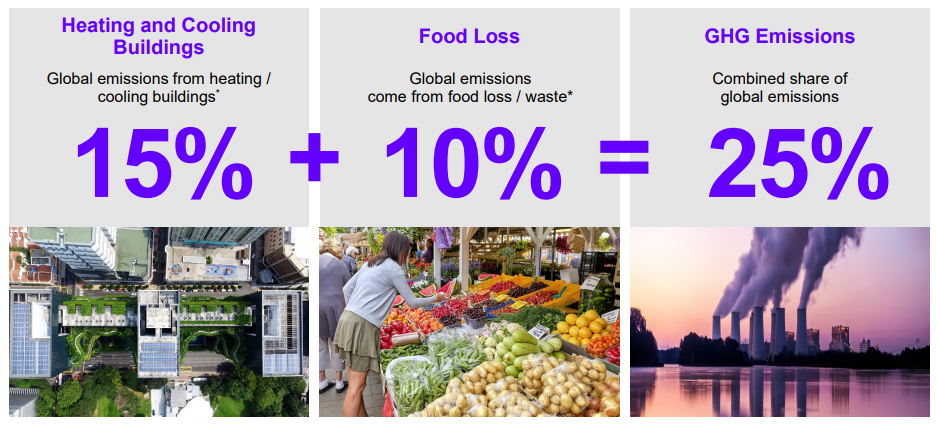 Heating and Cooling
Buildings
Global emissions from heating /
cooling buildings*
15%
+
Food Loss
Global emissions
come from food loss / waste*
10%
=
GHG Emissions
Combined share of
global emissions
25%